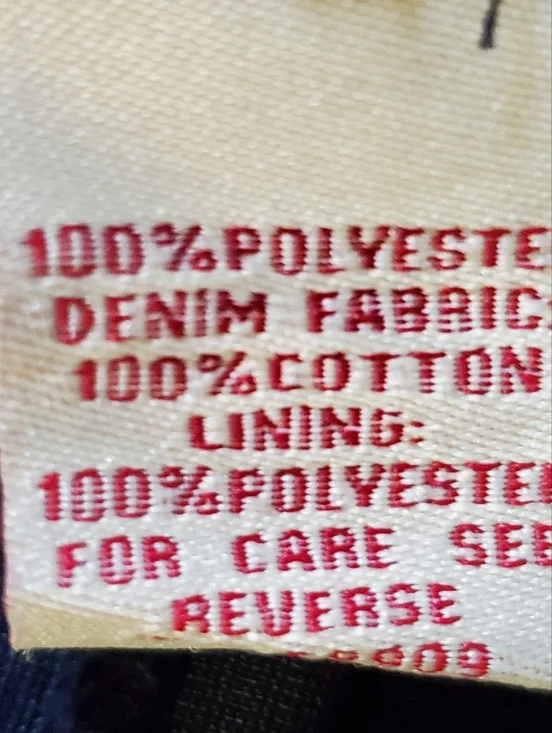 100%POLYESTE
DENIM FABRIC
100%COTTON
LINING:
100%POLYESTE
FOR CARE SEE
REVERSE